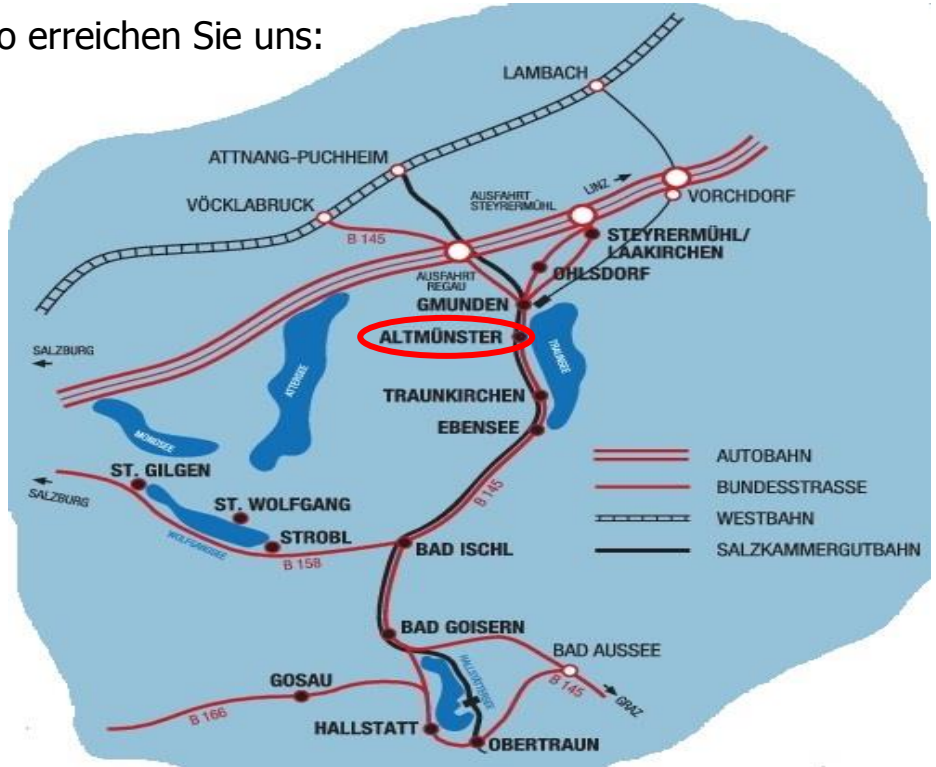 o erreichen Sie uns:
LAMBACH
ATTNANG-PUCHHEIM
LINZ
AUSFAHRT
STEYRERMÜHL
VORCHDORF
VÖCKLABRUCK
B 145
STEYRERMÜHL/
LAAKIRCHEN
AUSFAHRT
REGAU
OHLSDORF
GMUNDEN
ALTMÜNSTER
TRAUNSEE
SALZBURG
ATTERSEE
TRAUNKIRCHEN
EBENSEE
MONDSEE
AUTOBAHN
ST. GILGEN
BUNDESSTRASSE
SALZBURG
B 145
ST. WOLFGANG
WESTBAHN
WOLFGANGSEE
STROBL
BAD ISCHL
SALZKAMMERGUTBAHN
B 158
BAD GOISERN
BAD AUSSEE
HALLSTÄTTERSEE
GOSAU
B 145
GRAZ
B 166
HALLSTATT
OBERTRAUN